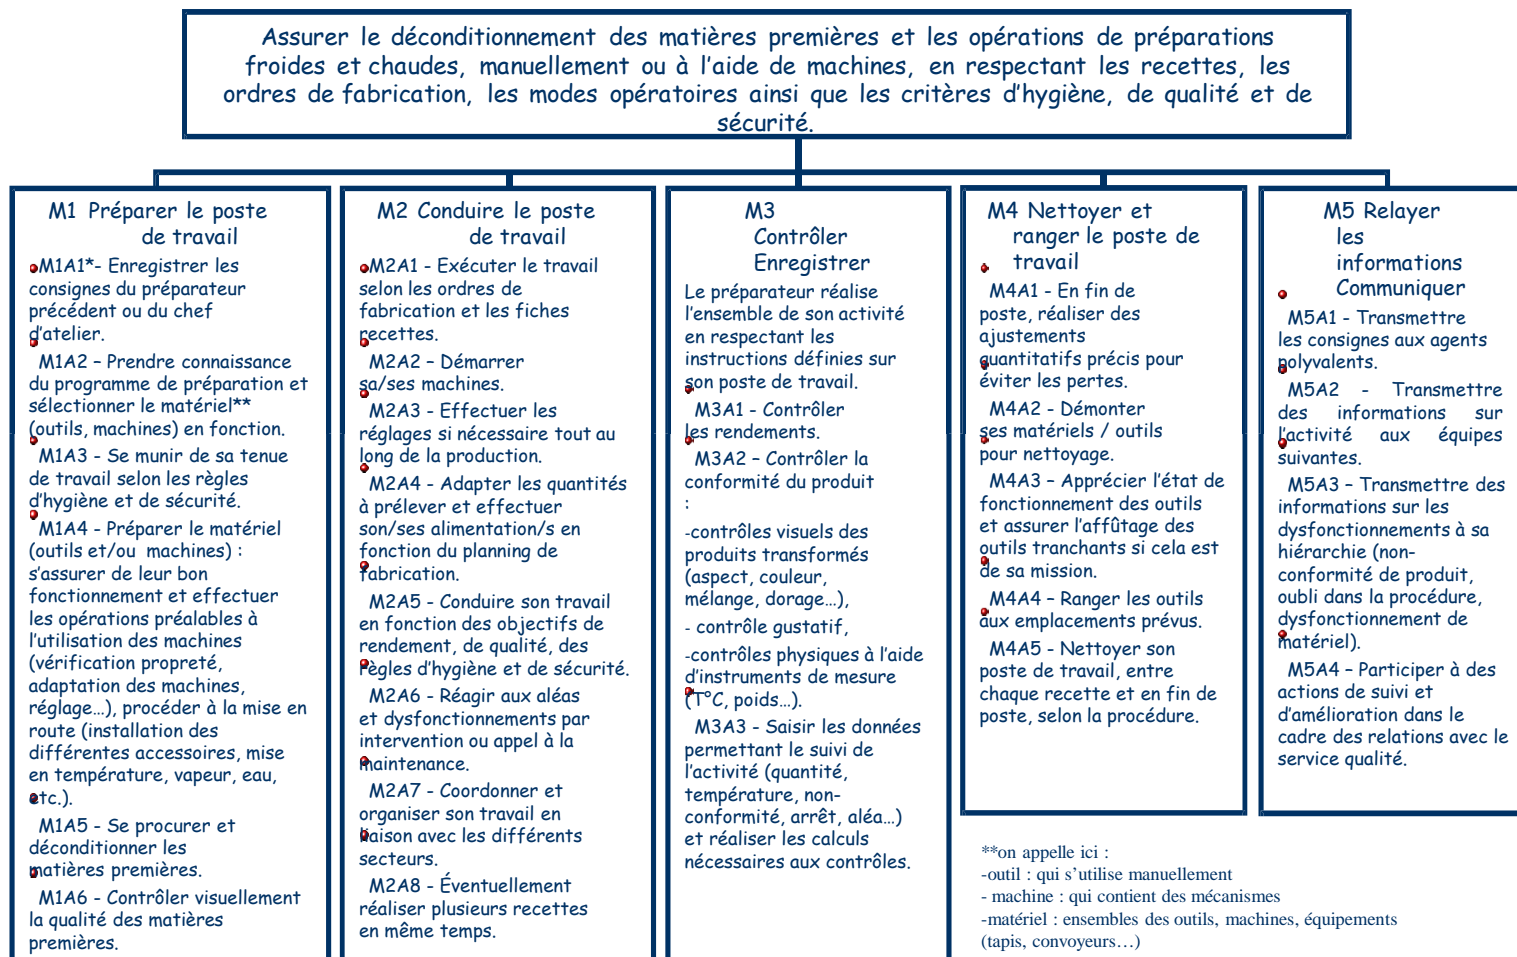 Assurer le déconditionnement des matières premières et les opérations de préparations
froides et chaudes, manuellement ou à l'aide de machines, en respectant les recettes, les
ordres de fabrication, les modes opératoires ainsi que les critères d'hygiène, de qualité et de
sécurité.
M1 Préparer le poste
de travail
M1A1*- Enregistrer les
consignes du préparateur
précédent ou du chef
d'atelier.
M1A2 – Prendre connaissance
du programme de préparation et
sélectionner le matériel**
(outils, machines) en fonction.
M1A3 - Se munir de sa tenue
de travail selon les règles
d'hygiène et de sécurité.
M1A4 - Préparer le matériel
(outils et/ou machines) :
s'assurer de leur bon
fonctionnement et effectuer
les opérations préalables à
l'utilisation des machines
(vérification propreté,
adaptation des machines,
réglage…), procéder à la mise en
route (installation des
différentes accessoires, mise
en température, vapeur, eau,
etc.).
M1A5 - Se procurer et
déconditionner les
matières premières.
M1A6 - Contrôler visuellement
la qualité des matières
premières.
M2 Conduire le poste
de travail
M2A1 - Exécuter le travail
selon les ordres de
fabrication et les fiches
recettes.
M2A2 – Démarrer
sa/ses machines.
M2A3 - Effectuer les
réglages si nécessaire tout au
long de la production.
M2A4 - Adapter les quantités
à prélever et effectuer
son/ses alimentation/s en
fonction du planning de
fabrication.
M2A5 - Conduire son travail
en fonction des objectifs de
rendement, de qualité, des
règles d'hygiène et de sécurité.
M2A6 - Réagir aux aléas
et dysfonctionnements par
intervention ou appel à la
maintenance.
M2A7 - Coordonner et
organiser son travail en
liaison avec les différents
secteurs.
M2A8 - Éventuellement
réaliser plusieurs recettes
en même temps.
M3
Contrôler
Enregistrer
Le préparateur réalise
l'ensemble de son activité
en respectant les
instructions définies sur
son poste de travail.
M3A1 - Contrôler
les rendements.
M3A2 – Contrôler la
conformité du produit
:
-contrôles visuels des
produits transformés
(aspect, couleur,
mélange, dorage…),
- contrôle gustatif,
-contrôles physiques à l'aide
d'instruments de mesure
(T°C, poids…).
M3A3 - Saisir les données
permettant le suivi de
l'activité (quantité,
température, non-
conformité, arrêt, aléa…)
et réaliser les calculs
nécessaires aux contrôles.
M4 Nettoyer et
ranger le poste de
travail
M4A1 - En fin de
poste, réaliser des
ajustements
quantitatifs précis pour
éviter les pertes.
M4A2 - Démonter
ses matériels / outils
pour nettoyage.
M4A3 – Apprécier l'état de
fonctionnement des outils
et assurer l'affûtage des
outils tranchants si cela est
de sa mission.
M4A4 – Ranger les outils
aux emplacements prévus.
M4A5 - Nettoyer son
poste de travail, entre
chaque recette et en fin de
poste, selon la procédure.
M5 Relayer
les
informations
Communiquer
M5A1 - Transmettre
les consignes aux agents
polyvalents.
M5A2 - Transmettre
des informations sur
l'activité aux équipes
suivantes.
M5A3 – Transmettre des
informations sur les
dysfonctionnements à sa
hiérarchie (non-
conformité de produit,
oubli dans la procédure,
dysfonctionnement de
matériel).
M5A4 – Participer à des
actions de suivi et
d'amélioration dans le
cadre des relations avec le
service qualité.
**on appelle ici :
-outil : qui s'utilise manuellement
- machine : qui contient des mécanismes
-matériel : ensembles des outils, machines, équipements
(tapis, convoyeurs…)